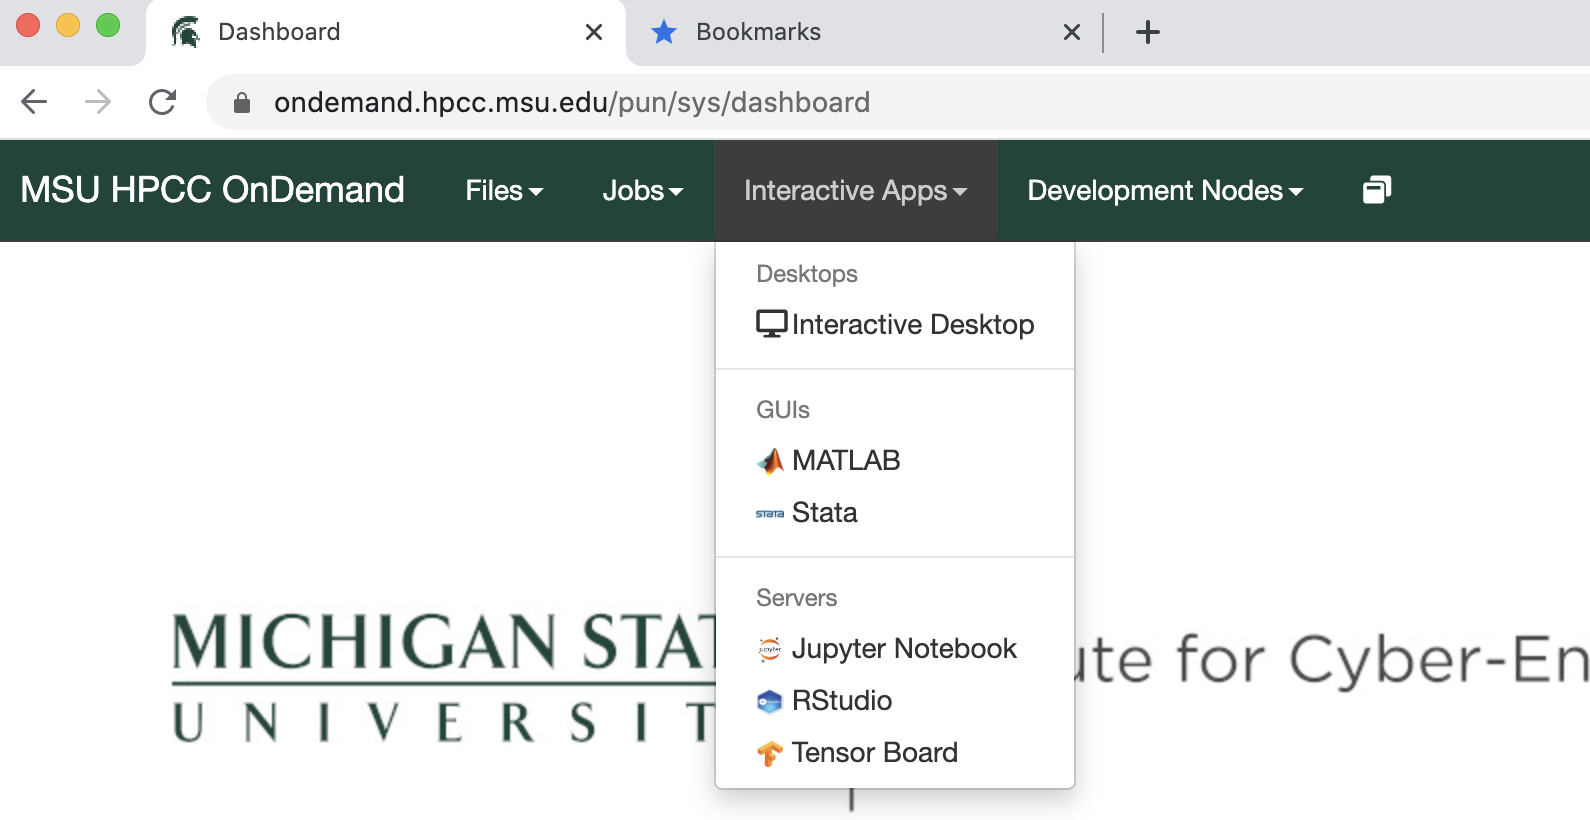 Dashboard
Bookmarks
ondemand.hpcc.msu.edu/pun/sys/dashboard
MSU HPCC OnDemand Files Jobs Interactive Apps Development Nodes
Desktops
Interactive Desktop
GUIs
MATLAB
stata Stata
Servers
jupyter Jupyter Notebook
RStudio
Tensor Board
MICHIGAN STAT
UNIVERSIT
ute for Cyber-En